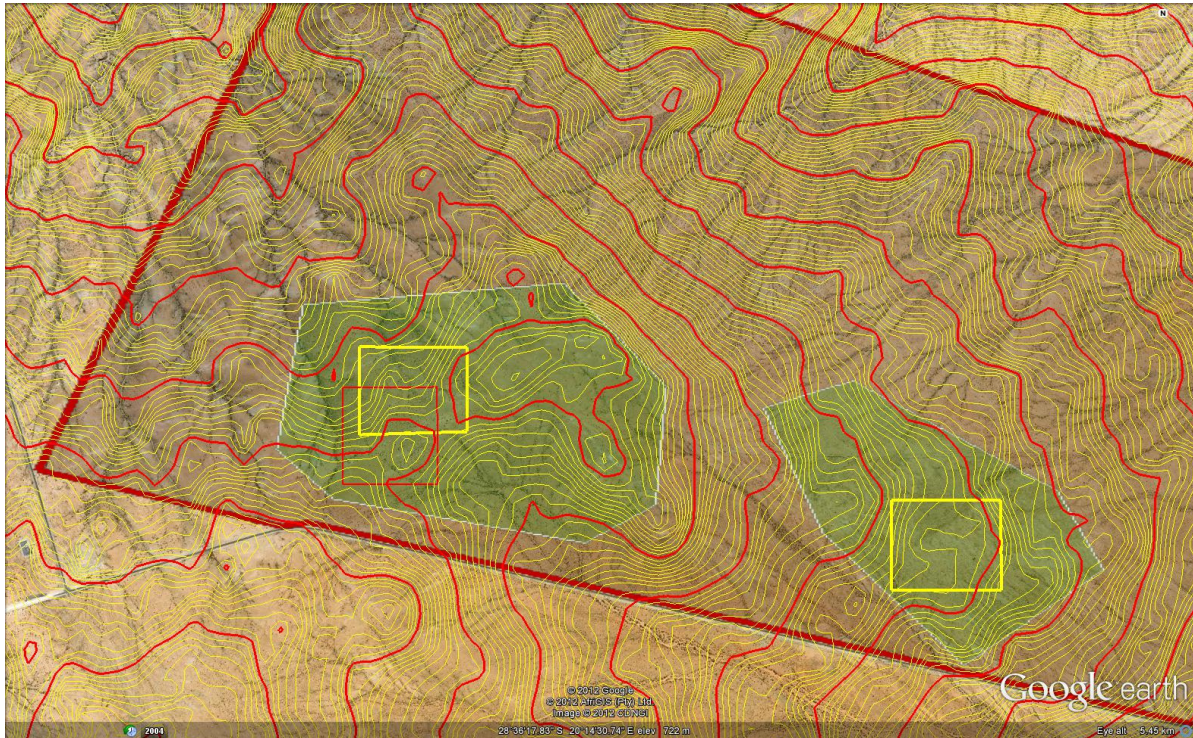 N
© 2012 Google
© 2012 AfriGIS (Pty) Ltd.
Image © 2012 CDNGI
Google earth
2004
28°36'17.83" S 20°14'30.74" E elev 722 m
Eye alt 5.45 km